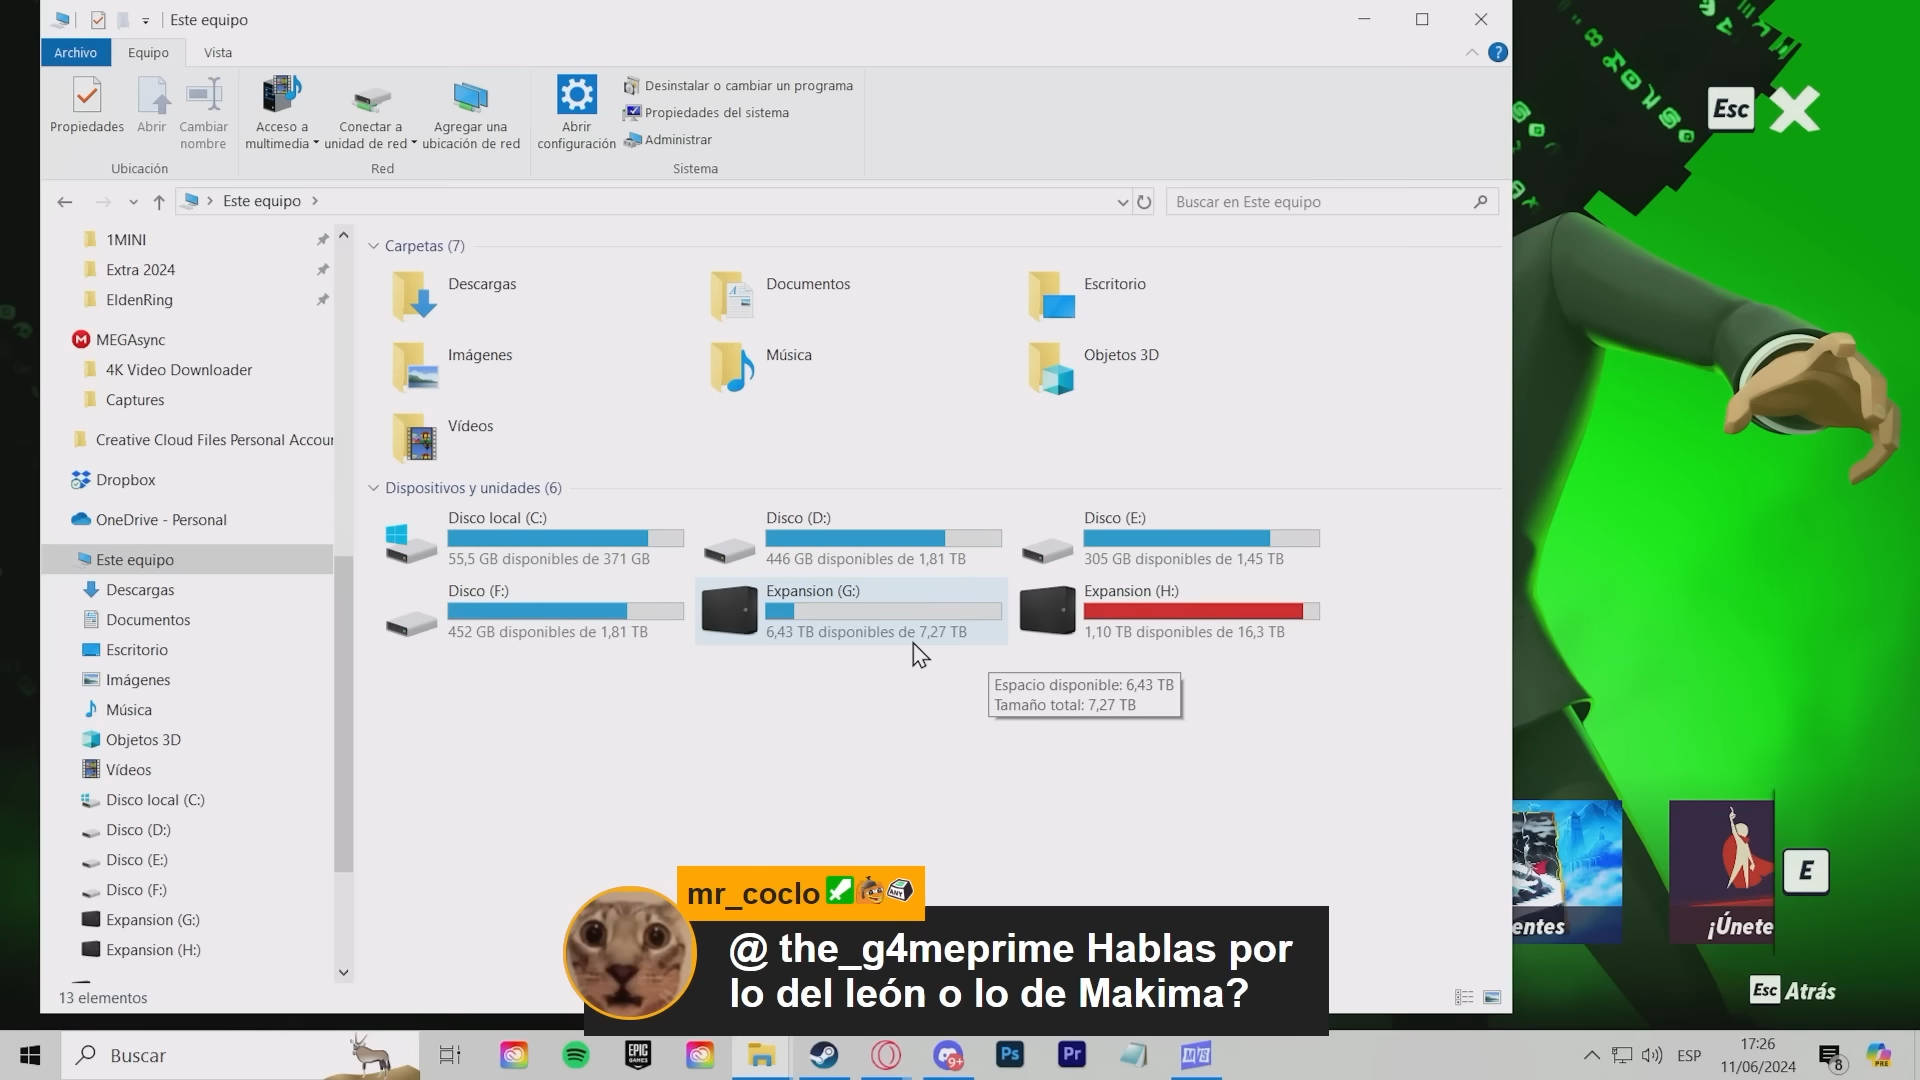 Este equipo
Archivo
Equipo
Vista
?
Propiedades
Abrir
Cambiar
nombre
Acceso a
multimedia
Conectar a
unidad de red
Agregar una
ubicación de red
Abrir
configuración
Desinstalar o cambiar un programa
Propiedades del sistema
Administrar
Ubicación
Red
Sistema
Este equipo
Buscar en Este equipo
1MINI
Extra 2024
EldenRing
MEGAsync
4K Video Downloader
Captures
Creative Cloud Files Personal Accour
Dropbox
OneDrive - Personal
Este equipo
Descargas
Documentos
Escritorio
Imágenes
Música
Objetos 3D
Vídeos
Disco local (C:)
Disco (D:)
Disco (E:)
Disco (F:)
Expansion (G:)
Expansion (H:)
13 elementos
Carpetas (7)
Descargas
Documentos
Escritorio
Imágenes
Música
Objetos 3D
Vídeos
Dispositivos y unidades (6)
Disco local (C:)
55,5 GB disponibles de 371 GB
Disco (D:)
446 GB disponibles de 1,81 TB
Disco (E:)
305 GB disponibles de 1,45 TB
Disco (F:)
452 GB disponibles de 1,81 TB
Expansion (G:)
6,43 TB disponibles de 7,27 TB
Expansion (H:)
1,10 TB disponibles de 16,3 TB
Espacio disponible: 6,43 TB
Tamaño total: 7,27 TB
Esc
entes
¡Únete
E
Esc Atrás
mr_coclo
@ the_g4meprime Hablas por
lo del león o lo de Makima?
Buscar
EPIC
GAMES
9+
Ps
Pr
ESP
17:26
11/06/2024
8
PRE